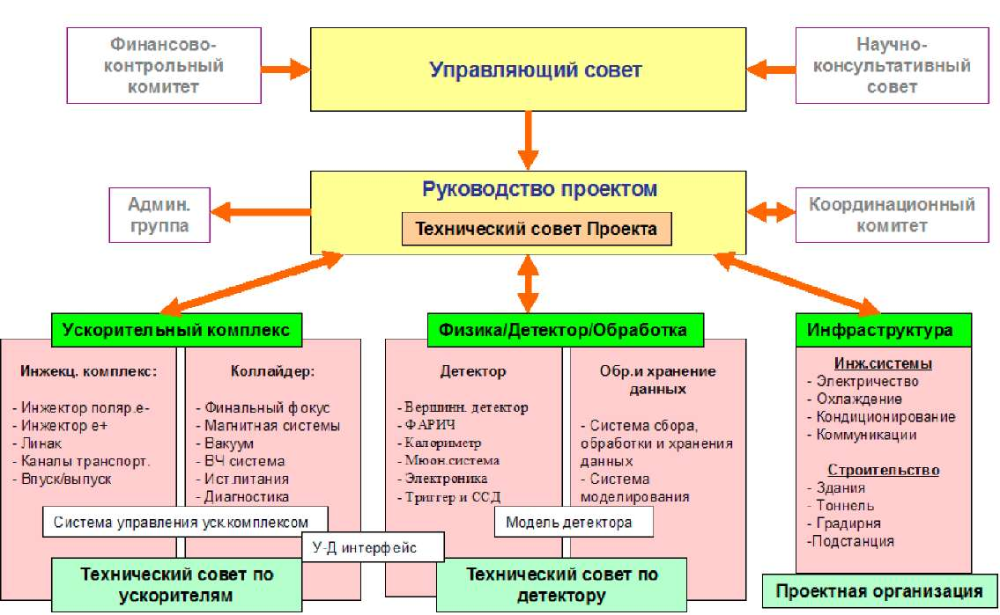 Финансово-
контрольный
комитет
Управляющий совет
Научно-
консультативный
совет
Админ.
группа
Руководство проектом
Технический совет Проекта
Координационный
комитет
Ускорительный комплекс
Инжекц. комплекс:
- Инжектор поляр.е-
- Инжектор е+
- Линак
- Каналы транспорт.
- Впуск/выпуск
Коллайдер:
- Финальный фокус
- Магнитная системы
- Вакуум
- ВЧ система
- Ист.питания
- Диагностика
Система управления уск.комплексом
Технический совет по
ускорителям
У-Д интерфейс
Физика/Детектор/Обработка
Детектор
- Вершинн. детектор
- ФАРИЧ
- Калориметр
- Мюон.система
- Электроника
- Триггер и ССД
Обр.и хранение
данных
- Система сбора,
обработки и хранения
данных
- Система
моделирования
Модель детектора
Технический совет по
детектору
Инфраструктура
Инж.системы
- Электричество
- Охлаждение
- Кондиционирование
- Коммуникации
Строительство
- Здания
- Тоннель
- Градирня
-Подстанция
Проектная организация